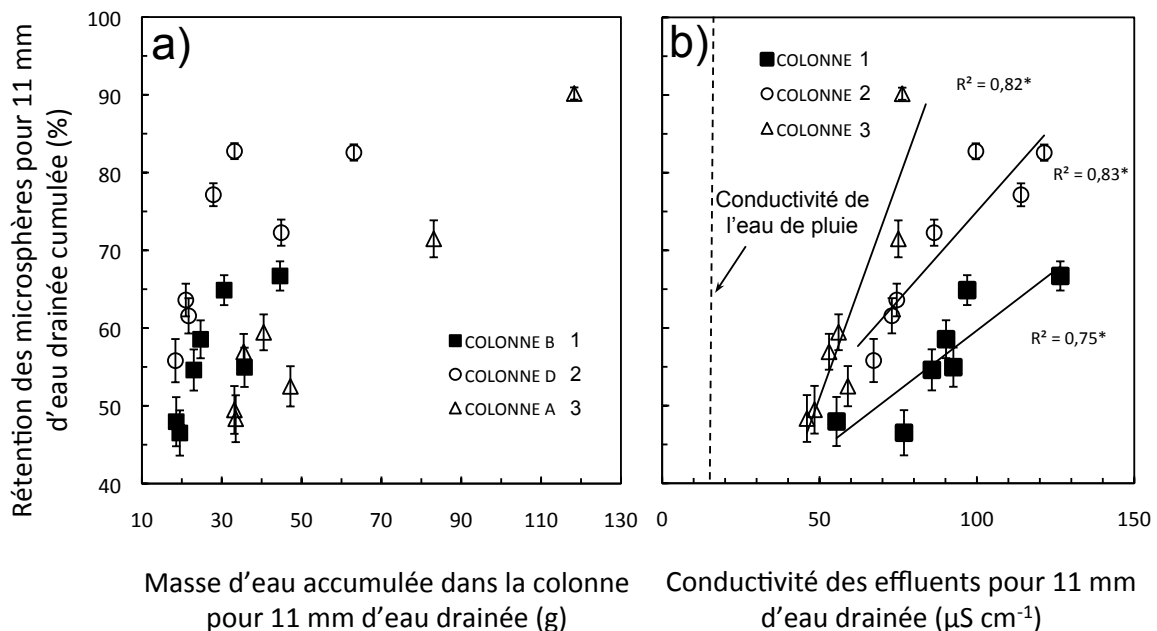 Rétention des microsphères pour 11 mm
d'eau drainée cumulée (%)
100
90
80
70
60
50
40
a)
COLONNE B 1
COLONNE D 2
COLONNE A 3
10 30 50 70 90 110 130
Masse d'eau accumulée dans la colonne
pour 11 mm d'eau drainée (g)
b)
COLONNE 1
COLONNE 2
COLONNE 3
R² = 0,82*
R² = 0,83*
R² = 0,75*
Conductivité de
l'eau de pluie
0 50 100 150
Conductivité des effluents pour 11 mm
d'eau drainée (µS cm⁻¹)